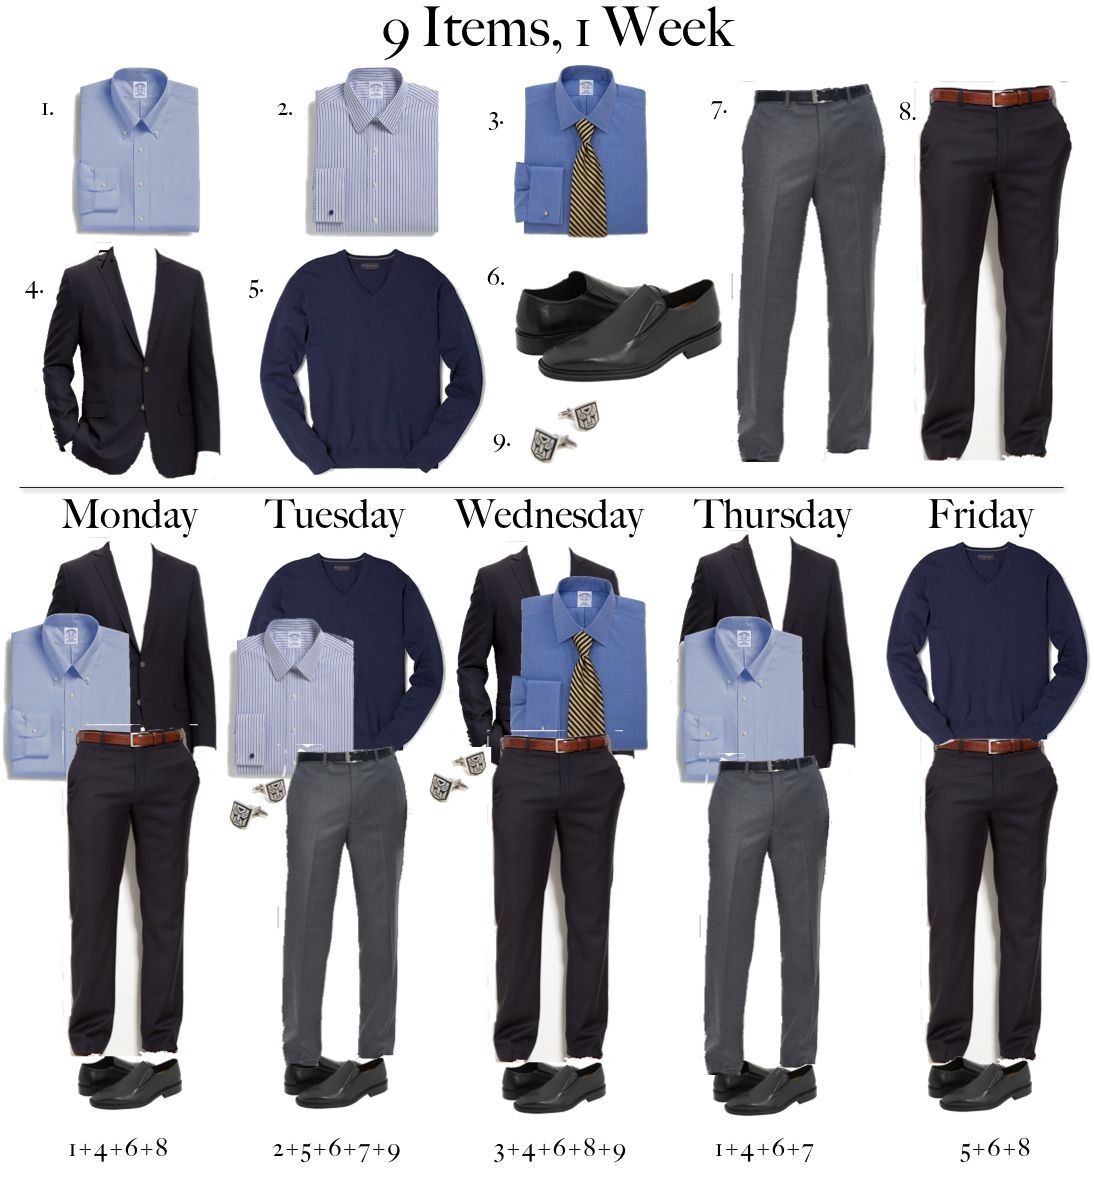 9 Items, 1 Week
1.
2.
3.
7.
8.
7.
4.
5.
6.
9.
Monday
Tuesday
Wednesday
Thursday
Friday
1+4+6+8
2+5+6+7+9
3+4+6+8+9
1+4+6+7
5+6+8